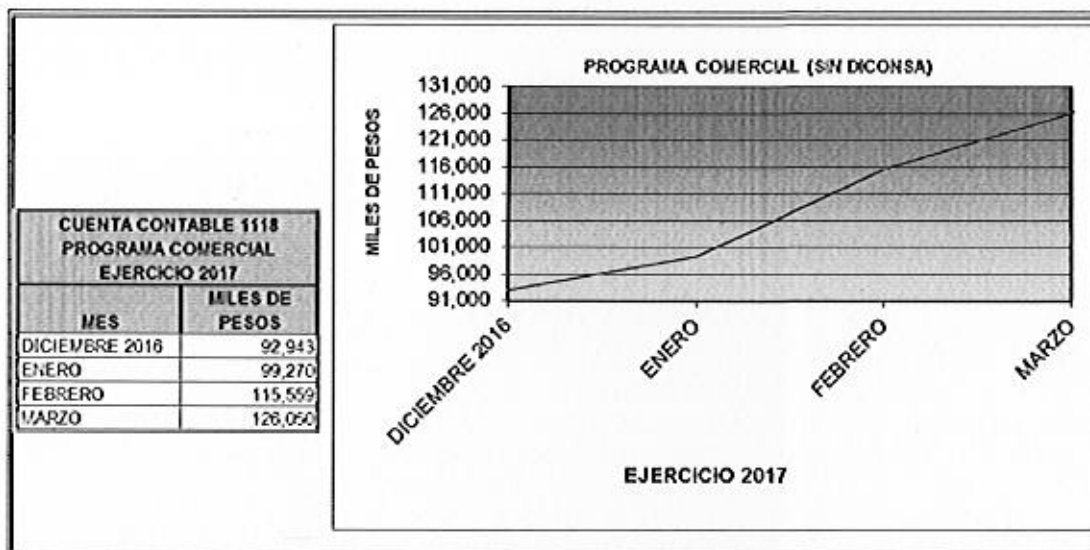 CUENTA CONTABLE 1118
PROGRAMA COMERCIAL
EJERCICIO 2017
MES MILES DE PESOS
DICIEMBRE 2016 92,943
ENERO 99,270
FEBRERO 115,559
MARZO 126,050
PROGRAMA COMERCIAL (SIN DICONSA)
MILES DE PESOS
131,000
126,000
121,000
116,000
111,000
106,000
101,000
96,000
91,000
DICIEMBRE 2016
ENERO
FEBRERO
MARZO
EJERCICIO 2017